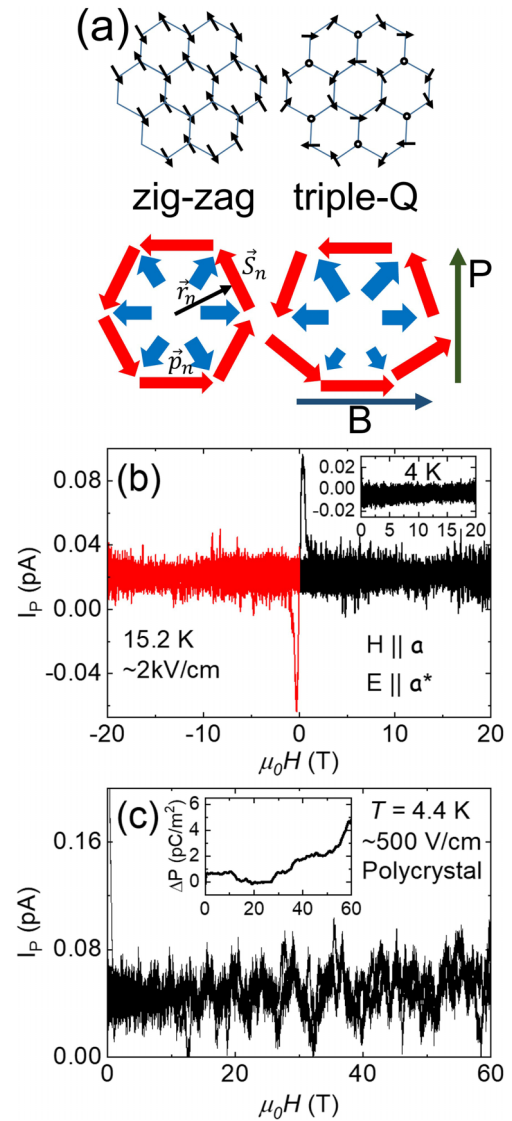 (a)
zig-zag triple-Q
S⃗ₙ
r⃗ₙ
p⃗ₙ
P
B
(b)
0.08
0.04
0.00
-0.04
I_P (pA)
0.02
0.00
-0.02
4 K
0 5 10 15 20
15.2 K
~2kV/cm
H || a
E || a*
-20 -10 0 10 20
μ₀H (T)
(c)
0.16
0.08
0.00
I_P (pA)
6
4
2
0
ΔP (pC/m²)
0 20 40 60
T = 4.4 K
~500 V/cm
Polycrystal
0 20 40 60
μ₀H (T)